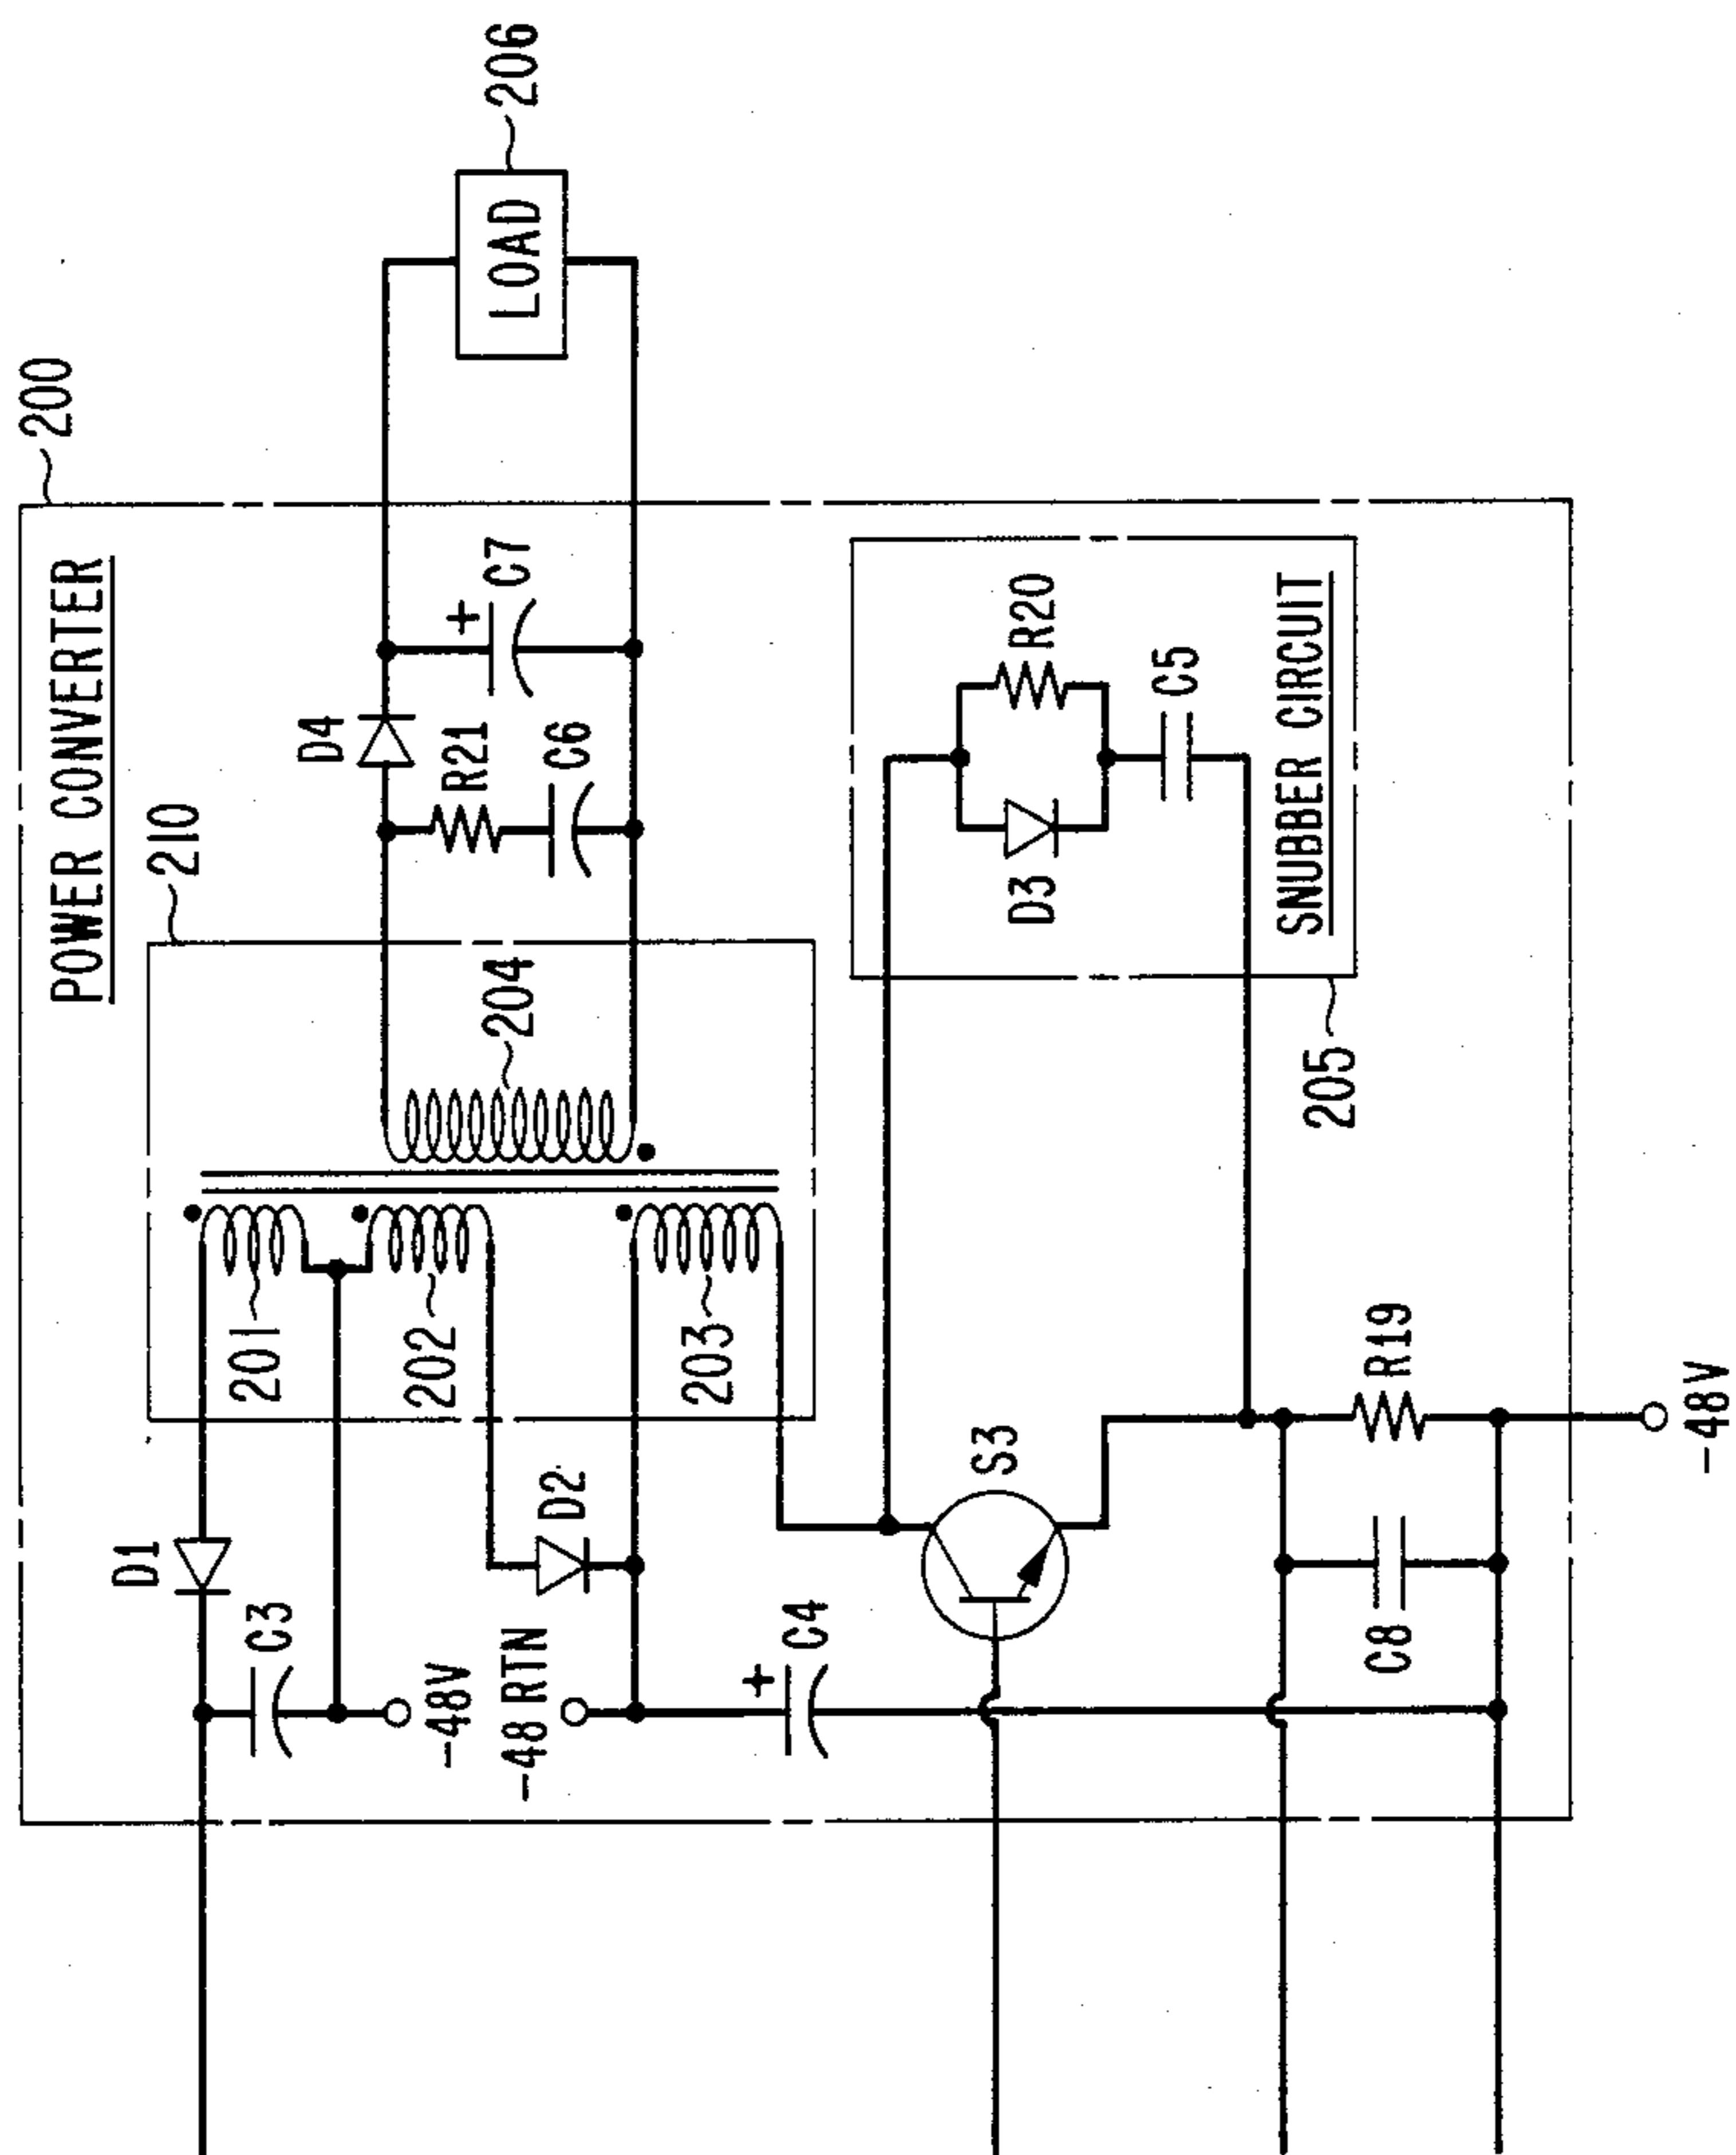 200
POWER CONVERTER
210
206
LOAD
D4
C7
R21
C6
204
201
202
203
D1
C3
-48V
D2
-48 RTN
C4
S3
D3
R20
C5
SNUBBER CIRCUIT
205
C8
R19
-48V